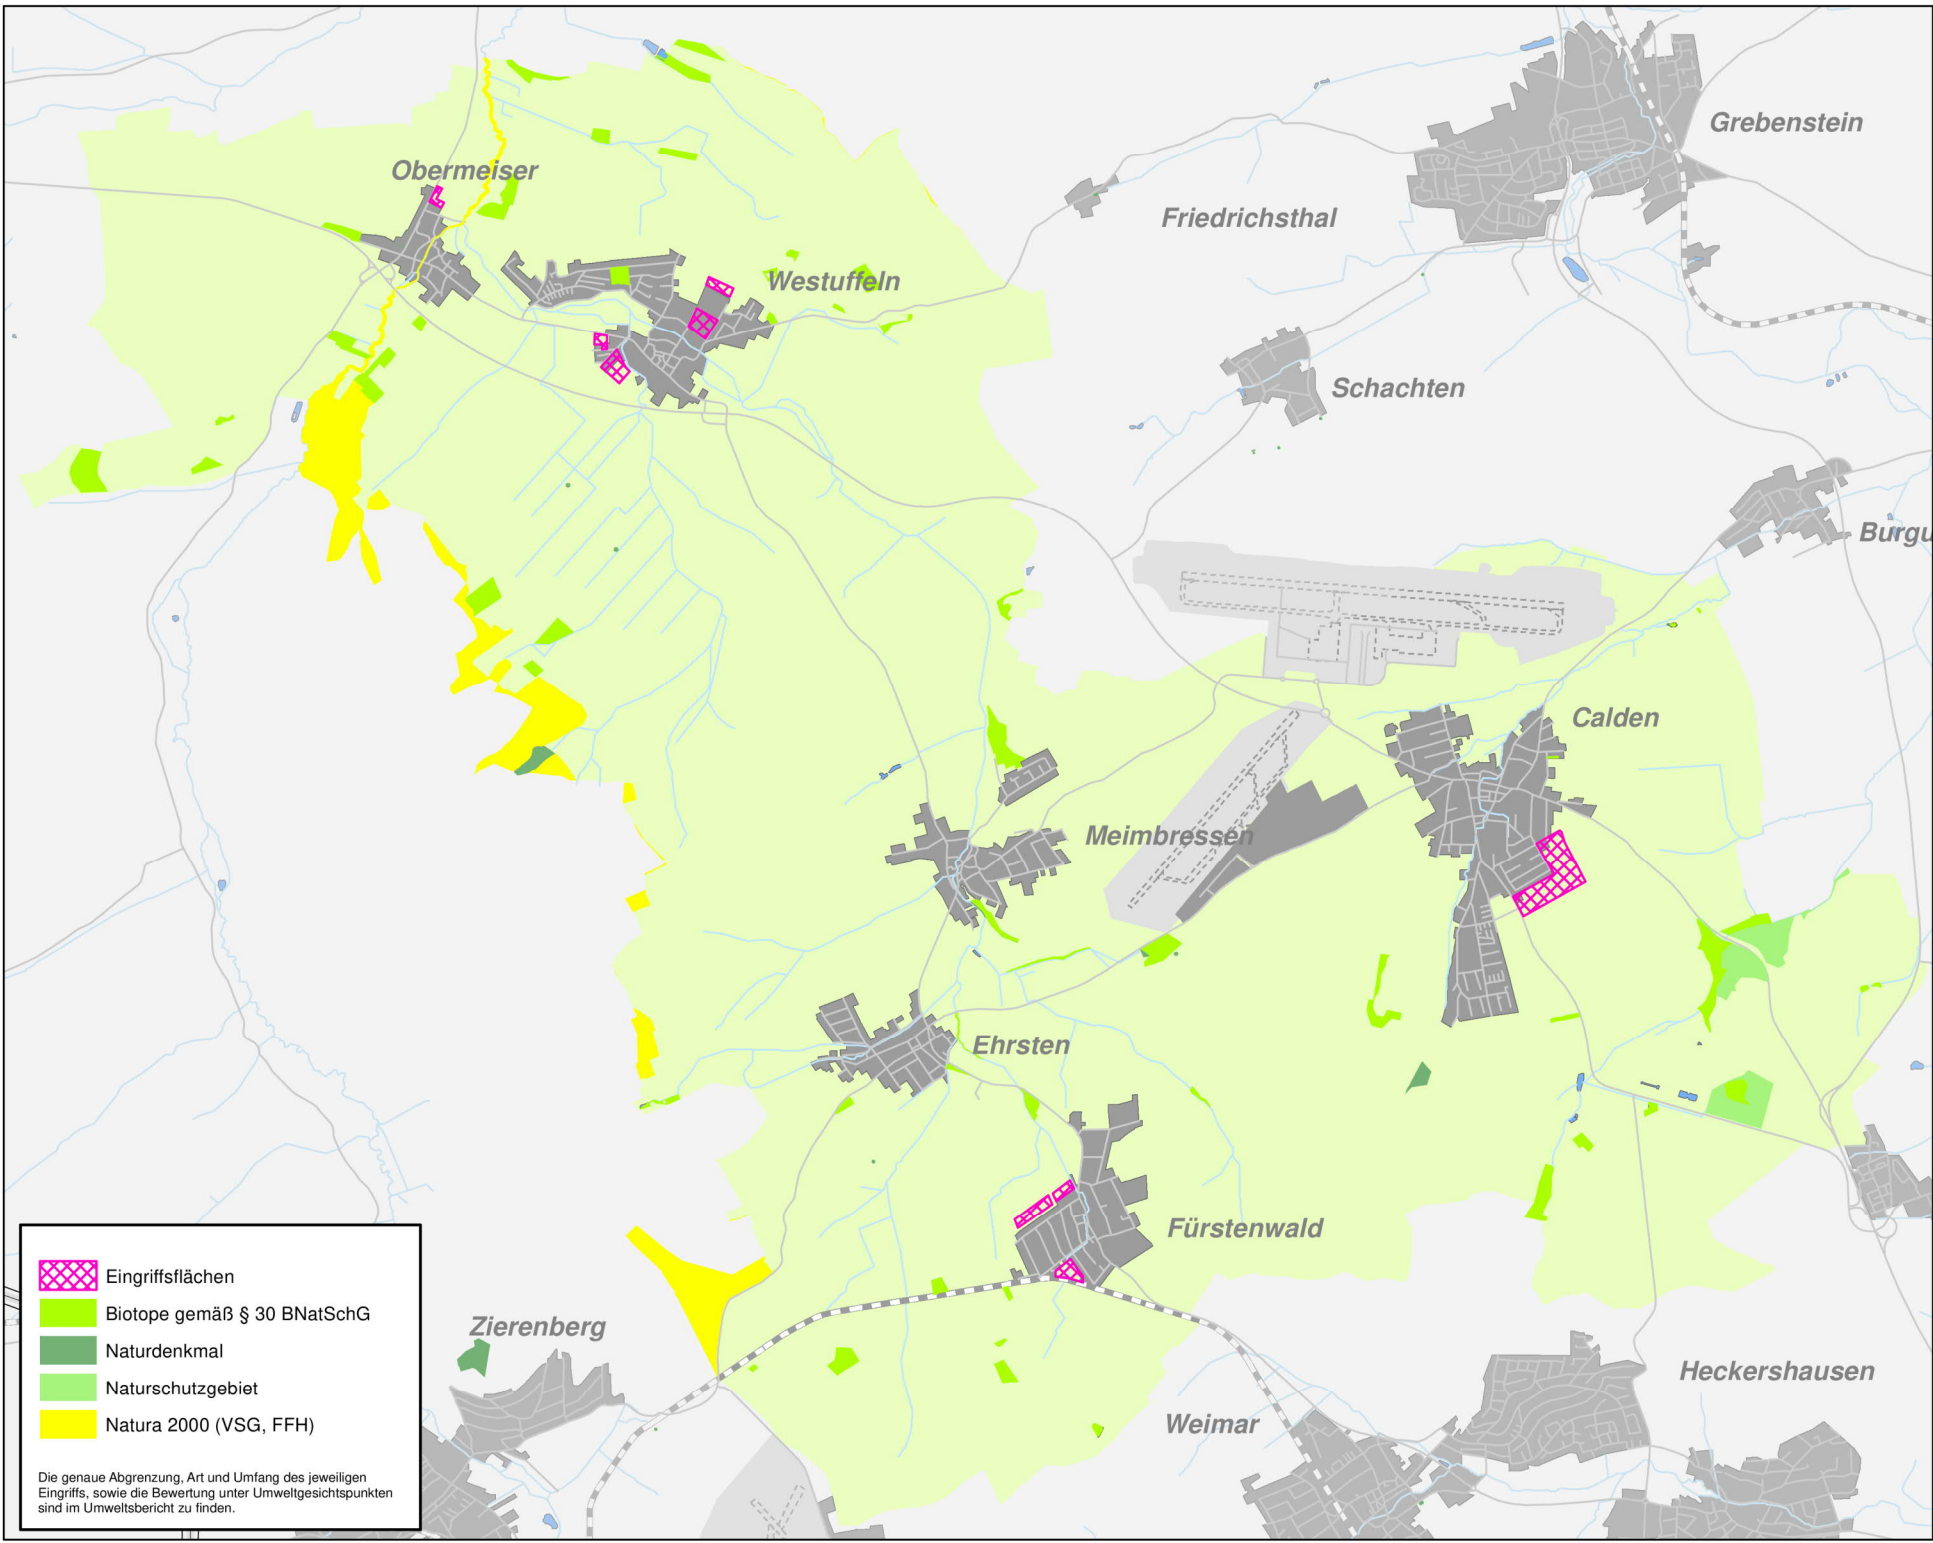 Grebenstein
Obermeiser
Friedrichsthal
Westuffeln
Schachten
Burgu
Calden
Meimbressen
Ehrsten
Fürstenwald
Zierenberg
Heckershausen
Weimar
Eingriffsflächen
Biotope gemäß § 30 BNatSchG
Naturdenkmal
Naturschutzgebiet
Natura 2000 (VSG, FFH)
Die genaue Abgrenzung, Art und Umfang des jeweiligen
Eingriffs, sowie die Bewertung unter Umweltgesichtspunkten
sind im Umweltsbericht zu finden.